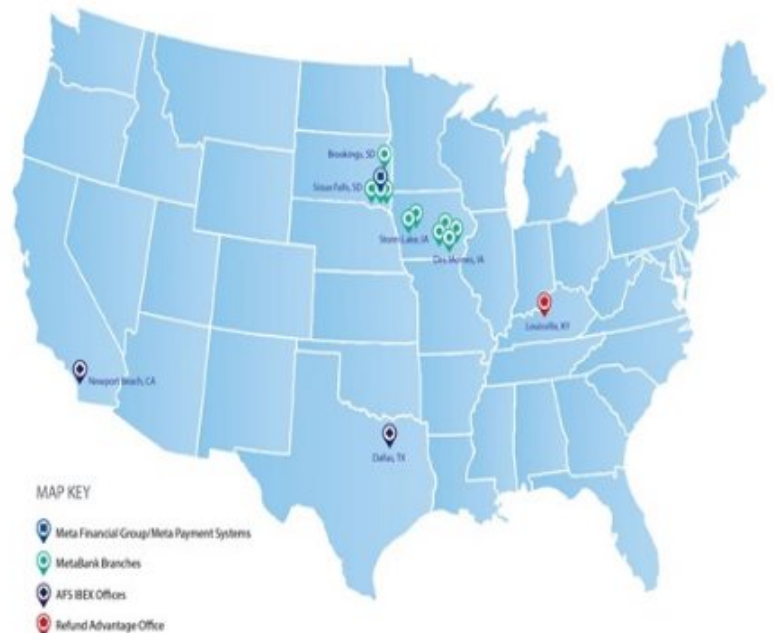 Brookings, SD
Sioux Falls, SD
Storm Lake, IA
Des Moines, IA
Louisville, KY
Newport Beach, CA
Dallas, TX
MAP KEY
Meta Financial Group/Meta Payment Systems
MetaBank Branches
AFS IBEX Offices
Refund Advantage Office